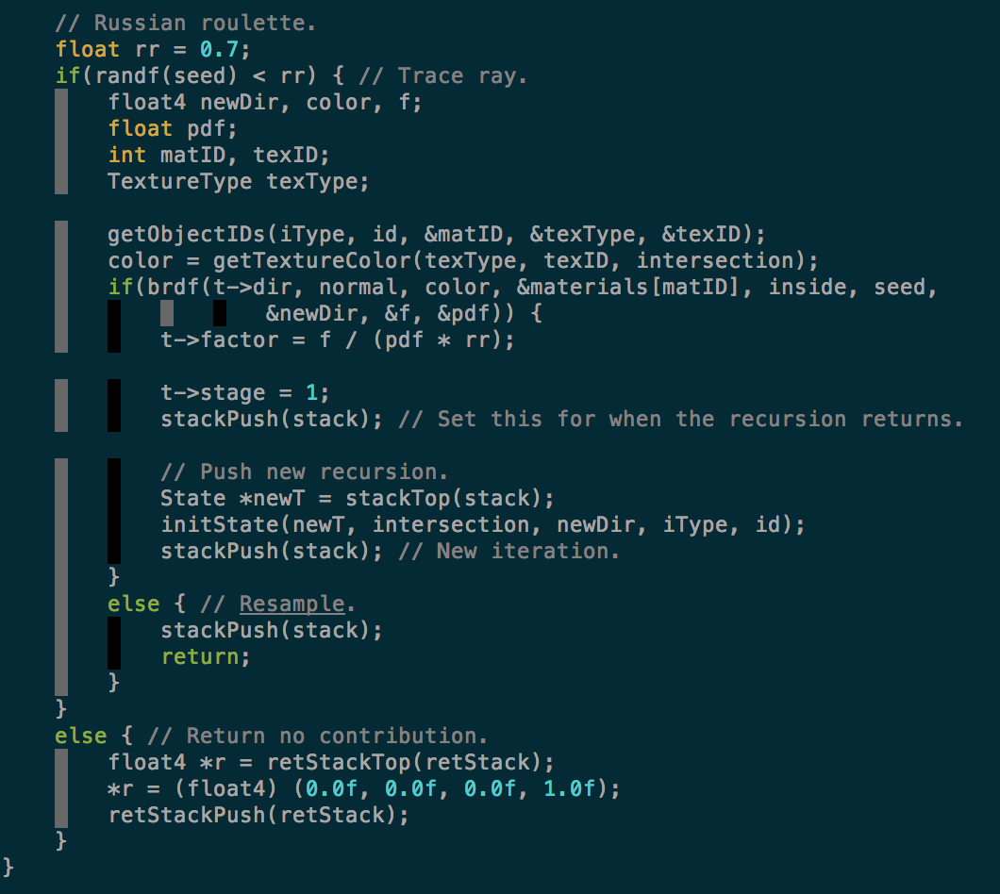 // Russian roulette.
float rr = 0.7;
if(randf(seed) < rr) { // Trace ray.
float4 newDir, color, f;
float pdf;
int matID, texID;
TextureType texType;
getObjectIDs(iType, id, &matID, &texType, &texID);
color = getTextureColor(texType, texID, intersection);
if(brdf(t->dir, normal, color, &materials[matID], inside, seed,
&newDir, &f, &pdf)) {
t->factor = f / (pdf * rr);
t->stage = 1;
stackPush(stack); // Set this for when the recursion returns.
// Push new recursion.
State *newT = stackTop(stack);
initState(newT, intersection, newDir, iType, id);
stackPush(stack); // New iteration.
}
else { // Resample.
stackPush(stack);
return;
}
}
else { // Return no contribution.
float4 *r = retStackTop(retStack);
*r = (float4) (0.0f, 0.0f, 0.0f, 1.0f);
retStackPush(retStack);
}
}